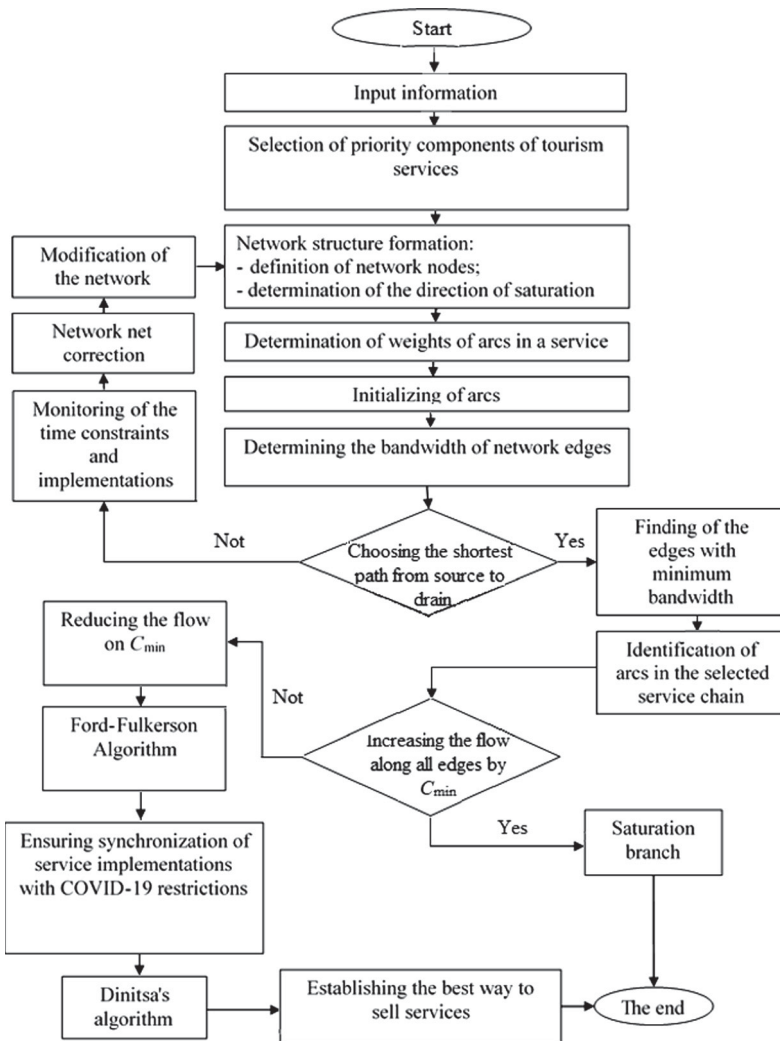 Start
Input information
Selection of priority components of tourism
services
Modification of
the network
Network structure formation:
- definition of network nodes;
- determination of the direction of saturation
Network net
correction
Determination of weights of arcs in a service
Monitoring of the
time constraints
and
implementations
Initializing of arcs
Determining the bandwidth of network edges
Not
Choosing the shortest
path from source to
drain
Yes
Finding of the
edges with
minimum
bandwidth
Reducing the flow
on Cmin
Identification of
arcs in the selected
service chain
Not
Ford-Fulkerson
Algorithm
Increasing the flow
along all edges by
Cmin
Yes
Saturation
branch
Ensuring synchronization of
service implementations
with COVID-19 restrictions
Dinitsa's
algorithm
Establishing the best way to
sell services
The end